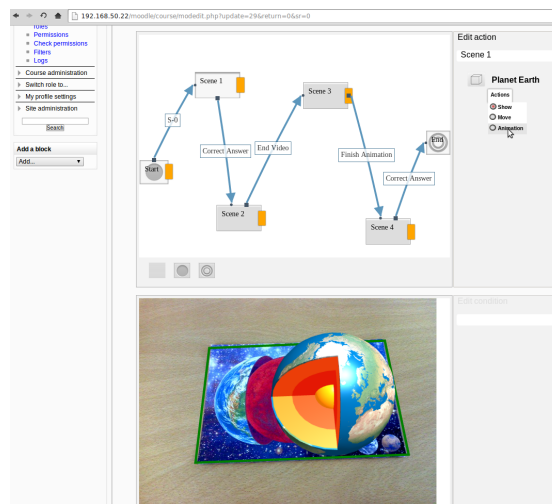 192.168.50.22/moodle/course/modedit.php?update=29&return=0&sr=0
roles
Permissions
Check permissions
Filters
Logs
Course administration
Switch role to...
My profile settings
Site administration
Search
Add a block
Add...
Scene 1
S-0
Start
Correct Answer
Scene 2
End Video
Scene 3
Finish Animation
Scene 4
Correct Answer
End
Edit action
Scene 1
Planet Earth
Actions
Show
Move
Animation
Edit condition